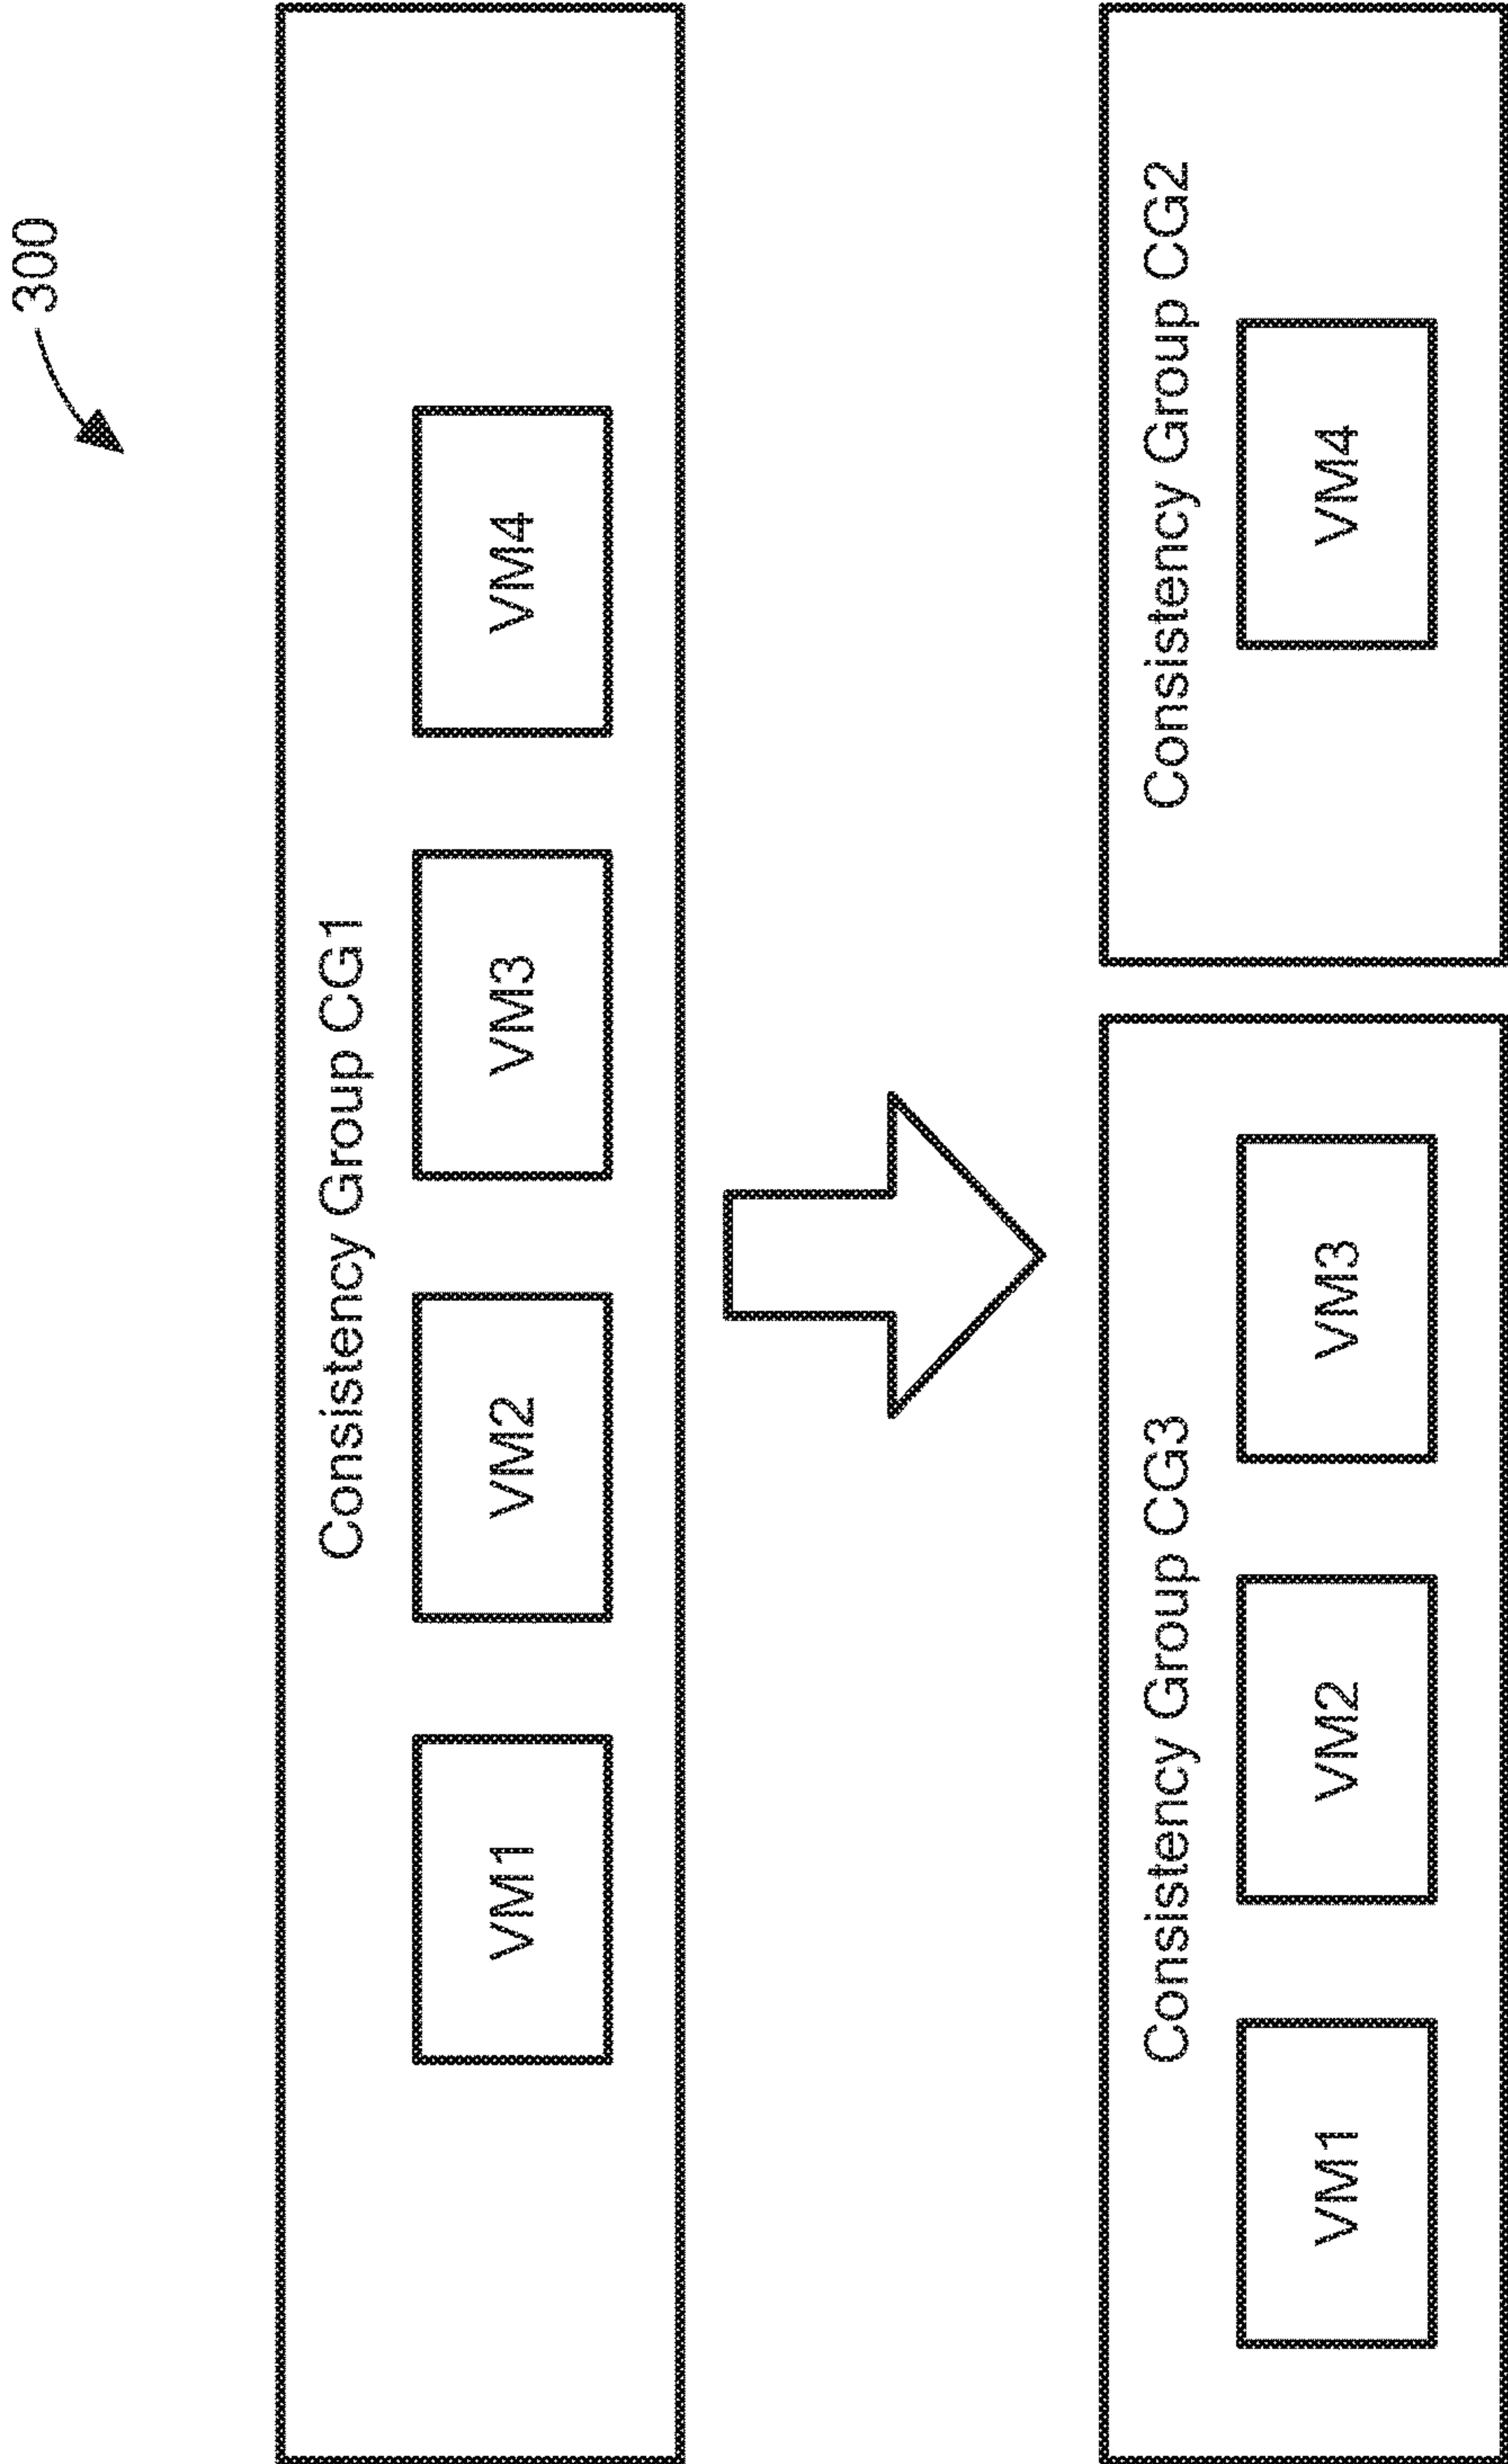 300
Consistency Group CG1
VM1
VM2
VM3
VM4
Consistency Group CG3
VM1
VM2
VM3
Consistency Group CG2
VM4